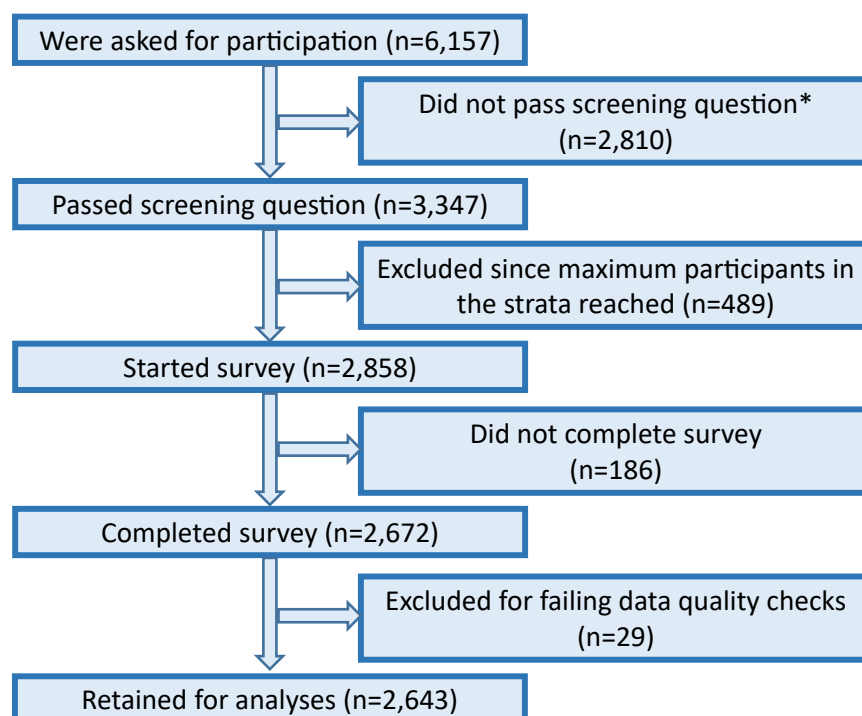 Were asked for participation (n=6,157)
Did not pass screening question*
(n=2,810)
Passed screening question (n=3,347)
Excluded since maximum participants in
the strata reached (n=489)
Started survey (n=2,858)
Did not complete survey
(n=186)
Completed survey (n=2,672)
Excluded for failing data quality checks
(n=29)
Retained for analyses (n=2,643)